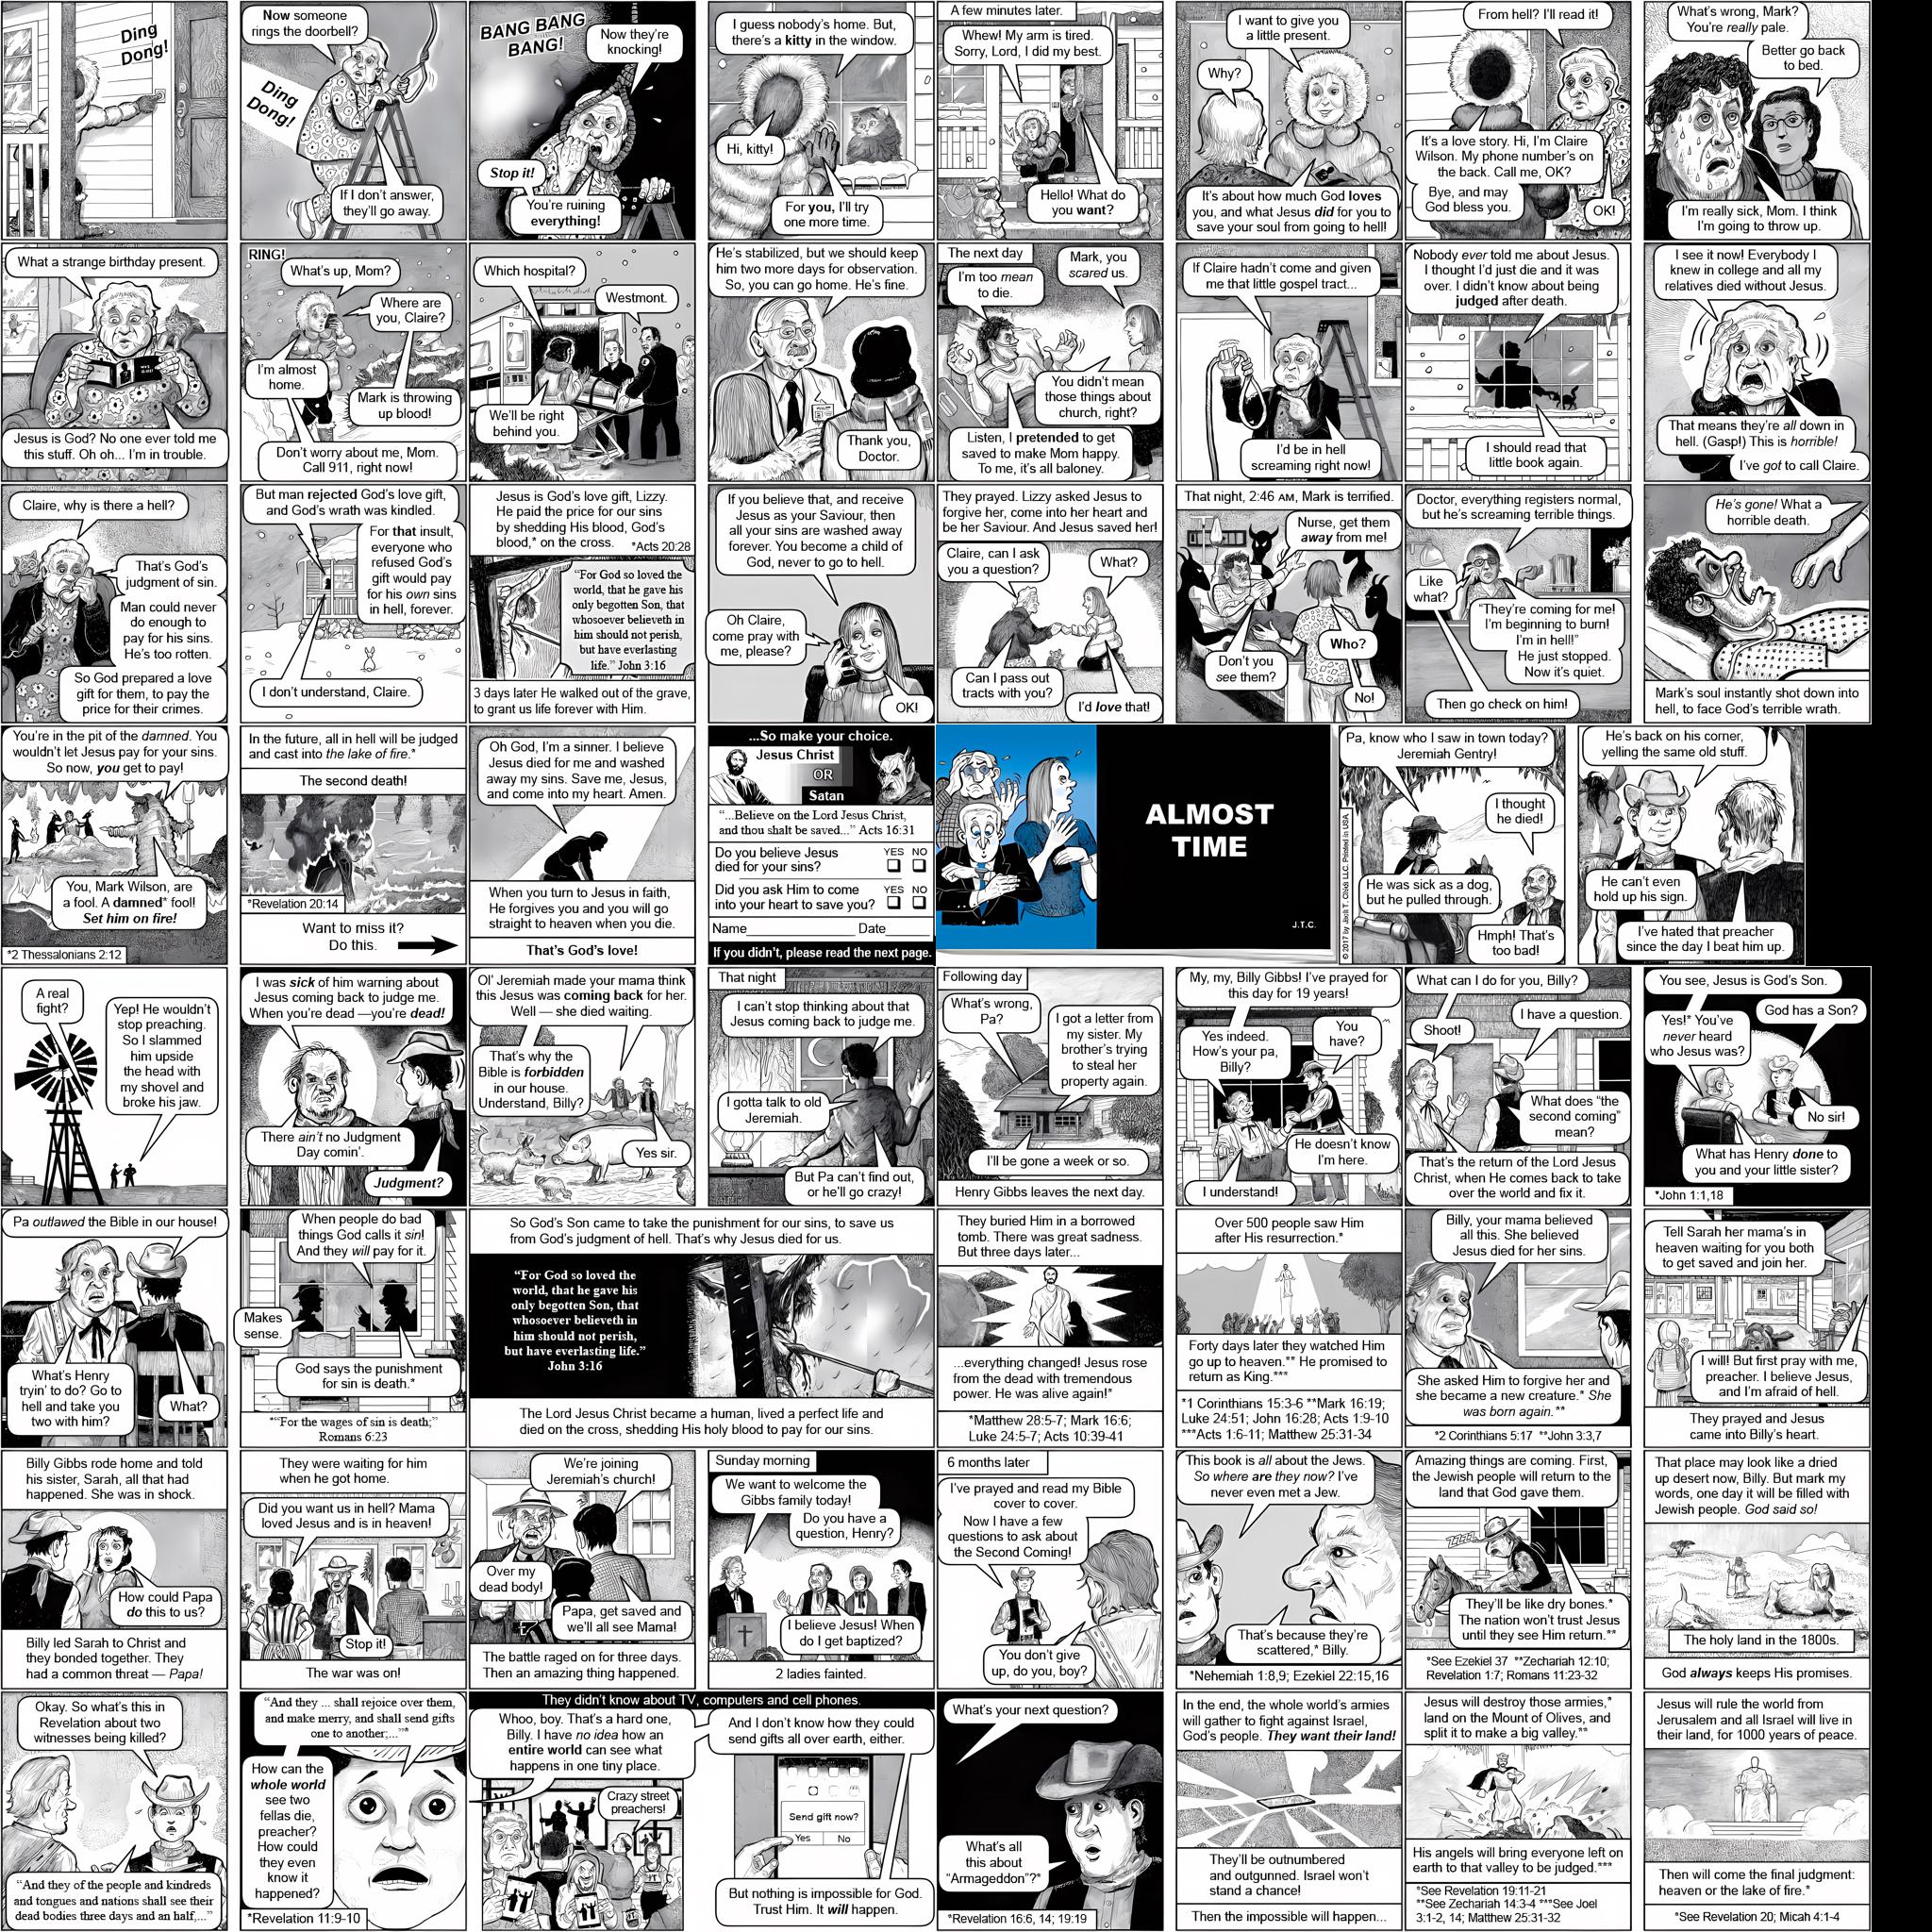 Ding
Dong!
Now someone
rings the doorbell?
Ding
Dong!
If I don't answer,
they'll go away.
BANG BANG
BANG!
Now they're
knocking!
Stop it!
You're ruining
everything!
I guess nobody's home. But,
there's a kitty in the window.
Hi, kitty!
For you, I'll try
one more time.
A few minutes later.
Whew! My arm is tired.
Sorry, Lord, I did my best.
Hello! What do
you want?
I want to give you
a little present.
Why?
It's about how much God loves
you, and what Jesus did for you to
save your soul from going to hell!
From hell? I'll read it!
It's a love story. Hi, I'm Claire
Wilson. My phone number's on
the back. Call me, OK?
Bye, and may
God bless you.
OK!
What's wrong, Mark?
You're really pale.
Better go back
to bed.
I'm really sick, Mom. I think
I'm going to throw up.
What a strange birthday present.
Jesus is God? No one ever told me
this stuff. Oh oh... I'm in trouble.
RING!
What's up, Mom?
Where are
you, Claire?
I'm almost
home.
Mark is throwing
up blood!
Don't worry about me, Mom.
Call 911, right now!
Which hospital?
Westmont.
We'll be right
behind you.
He's stabilized, but we should keep
him two more days for observation.
So, you can go home. He's fine.
Thank you,
Doctor.
The next day
Mark, you
scared us.
I'm too mean
to die.
You didn't mean
those things about
church, right?
Listen, I pretended to get
saved to make Mom happy.
To me, it's all baloney.
If Claire hadn't come and given
me that little gospel tract...
I'd be in hell
screaming right now!
Nobody ever told me about Jesus.
I thought I'd just die and it was
over. I didn't know about being
judged after death.
I should read that
little book again.
I see it now! Everybody I
knew in college and all my
relatives died without Jesus.
That means they're all down in
hell. (Gasp!) This is horrible!
I've got to call Claire.
Claire, why is there a hell?
That's God's
judgment of sin.
Man could never
do enough to
pay for his sins.
He's too rotten.
So God prepared a love
gift for them, to pay the
price for their crimes.
But man rejected God's love gift,
and God's wrath was kindled.
For that insult,
everyone who
refused God's
gift would pay
for his own sins
in hell, forever.
I don't understand, Claire.
Jesus is God's love gift, Lizzy.
He paid the price for our sins
by shedding His blood, God's
blood,* on the cross.
*Acts 20:28
"For God so loved the
world, that he gave his
only begotten Son, that
whosoever believeth in
him should not perish,
but have everlasting
life." John 3:16
3 days later He walked out of the grave,
to grant us life forever with Him.
If you believe that, and receive
Jesus as your Saviour, then
all your sins are washed away
forever. You become a child of
God, never to go to hell.
Oh Claire,
come pray with
me, please?
OK!
They prayed. Lizzy asked Jesus to
forgive her, come into her heart and
be her Saviour. And Jesus saved her!
Claire, can I ask
you a question?
What?
Can I pass out
tracts with you?
I'd love that!
That night, 2:46 AM, Mark is terrified.
Nurse, get them
away from me!
Who?
Don't you
see them?
No!
Doctor, everything registers normal,
but he's screaming terrible things.
Like
what?
"They're coming for me!
I'm beginning to burn!
I'm in hell!"
He just stopped.
Now it's quiet.
Then go check on him!
He's gone! What a
horrible death.
Mark's soul instantly shot down into
hell, to face God's terrible wrath.
You're in the pit of the damned. You
wouldn't let Jesus pay for your sins.
So now, you get to pay!
You, Mark Wilson, are
a fool. A damned* fool!
Set him on fire!
*2 Thessalonians 2:12
In the future, all in hell will be judged
and cast into the lake of fire.*
The second death!
*Revelation 20:14
Want to miss it?
Do this.
Oh God, I'm a sinner. I believe
Jesus died for me and washed
away my sins. Save me, Jesus,
and come into my heart. Amen.
When you turn to Jesus in faith,
He forgives you and you will go
straight to heaven when you die.
That's God's love!
...So make your choice.
Jesus Christ
OR
Satan
"...Believe on the Lord Jesus Christ,
and thou shalt be saved..." Acts 16:31
Do you believe Jesus
died for your sins?
YES NO
Did you ask Him to come
into your heart to save you?
YES NO
Name Date
If you didn't, please read the next page.
ALMOST
TIME
J.T.C.
© 2017 by Jack T. Chick LLC. Printed in USA
Pa, know who I saw in town today?
Jeremiah Gentry!
I thought
he died!
He was sick as a dog,
but he pulled through.
Hmph! That's
too bad!
He's back on his corner,
yelling the same old stuff.
He can't even
hold up his sign.
I've hated that preacher
since the day I beat him up.
A real
fight?
Yep! He wouldn't
stop preaching.
So I slammed
him upside
the head with
my shovel and
broke his jaw.
I was sick of him warning about
Jesus coming back to judge me.
When you're dead —you're dead!
There ain't no Judgment
Day comin'.
Judgment?
Ol' Jeremiah made your mama think
this Jesus was coming back for her.
Well — she died waiting.
That's why the
Bible is forbidden
in our house.
Understand, Billy?
Yes sir.
That night
I can't stop thinking about that
Jesus coming back to judge me.
I gotta talk to old
Jeremiah.
But Pa can't find out,
or he'll go crazy!
Following day
What's wrong,
Pa?
I got a letter from
my sister. My
brother's trying
to steal her
property again.
I'll be gone a week or so.
Henry Gibbs leaves the next day.
My, my, Billy Gibbs! I've prayed for
this day for 19 years!
You
have?
Yes indeed.
How's your pa,
Billy?
He doesn't know
I'm here.
I understand!
What can I do for you, Billy?
I have a question.
Shoot!
What does "the
second coming"
mean?
That's the return of the Lord Jesus
Christ, when He comes back to take
over the world and fix it.
You see, Jesus is God's Son.
God has a Son?
Yes!* You've
never heard
who Jesus was?
No sir!
What has Henry done to
you and your little sister?
*John 1:1,18
Pa outlawed the Bible in our house!
What's Henry
tryin' to do? Go to
hell and take you
two with him?
What?
When people do bad
things God calls it sin!
And they will pay for it.
Makes
sense.
God says the punishment
for sin is death.*
*"For the wages of sin is death;"
Romans 6:23
So God's Son came to take the punishment for our sins, to save us
from God's judgment of hell. That's why Jesus died for us.
"For God so loved the
world, that he gave his
only begotten Son, that
whosoever believeth in
him should not perish,
but have everlasting life."
John 3:16
The Lord Jesus Christ became a human, lived a perfect life and
died on the cross, shedding His holy blood to pay for our sins.
They buried Him in a borrowed
tomb. There was great sadness.
But three days later...
...everything changed! Jesus rose
from the dead with tremendous
power. He was alive again!*
*Matthew 28:5-7; Mark 16:6;
Luke 24:5-7; Acts 10:39-41
Over 500 people saw Him
after His resurrection.*
Forty days later they watched Him
go up to heaven.** He promised to
return as King.***
*1 Corinthians 15:3-6 **Mark 16:19;
Luke 24:51; John 16:28; Acts 1:9-10
***Acts 1:6-11; Matthew 25:31-34
Billy, your mama believed
all this. She believed
Jesus died for her sins.
She asked Him to forgive her and
she became a new creature.* She
was born again.**
*2 Corinthians 5:17 **John 3:3,7
Tell Sarah her mama's in
heaven waiting for you both
to get saved and join her.
I will! But first pray with me,
preacher. I believe Jesus,
and I'm afraid of hell.
They prayed and Jesus
came into Billy's heart.
Billy Gibbs rode home and told
his sister, Sarah, all that had
happened. She was in shock.
How could Papa
do this to us?
Billy led Sarah to Christ and
they bonded together. They
had a common threat — Papa!
They were waiting for him
when he got home.
Did you want us in hell? Mama
loved Jesus and is in heaven!
Stop it!
The war was on!
We're joining
Jeremiah's church!
Over my
dead body!
Papa, get saved and
we'll all see Mama!
The battle raged on for three days.
Then an amazing thing happened.
Sunday morning
We want to welcome the
Gibbs family today!
Do you have a
question, Henry?
I believe Jesus! When
do I get baptized?
2 ladies fainted.
6 months later
I've prayed and read my Bible
cover to cover.
Now I have a few
questions to ask about
the Second Coming!
You don't give
up, do you, boy?
This book is all about the Jews.
So where are they now? I've
never even met a Jew.
That's because they're
scattered,* Billy.
*Nehemiah 1:8,9; Ezekiel 22:15,16
Amazing things are coming. First,
the Jewish people will return to the
land that God gave them.
ZZZZ
They'll be like dry bones.*
The nation won't trust Jesus
until they see Him return.**
*See Ezekiel 37 **Zechariah 12:10;
Revelation 1:7; Romans 11:23-32
That place may look like a dried
up desert now, Billy. But mark my
words, one day it will be filled with
Jewish people. God said so!
The holy land in the 1800s.
God always keeps His promises.
Okay. So what's this in
Revelation about two
witnesses being killed?
"And they of the people and kindreds
and tongues and nations shall see their
dead bodies three days and an half,..."
"And they ... shall rejoice over them,
and make merry, and shall send gifts
one to another;..."*
How can the
whole world
see two
fellas die,
preacher?
How could
they even
know it
happened?
*Revelation 11:9-10
They didn't know about TV, computers and cell phones.
Whoo, boy. That's a hard one,
Billy. I have no idea how an
entire world can see what
happens in one tiny place.
Crazy street
preachers!
And I don't know how they could
send gifts all over earth, either.
Send gift now?
Yes No
But nothing is impossible for God.
Trust Him. It will happen.
What's your next question?
What's all
this about
"Armageddon"?*
*Revelation 16:6, 14; 19:19
In the end, the whole world's armies
will gather to fight against Israel,
God's people. They want their land!
They'll be outnumbered
and outgunned. Israel won't
stand a chance!
Then the impossible will happen...
Jesus will destroy those armies,*
land on the Mount of Olives, and
split it to make a big valley.**
His angels will bring everyone left on
earth to that valley to be judged.***
*See Revelation 19:11-21
**See Zechariah 14:3-4 ***See Joel
3:1-2, 14; Matthew 25:31-32
Jesus will rule the world from
Jerusalem and all Israel will live in
their land, for 1000 years of peace.
Then will come the final judgment:
heaven or the lake of fire.*
*See Revelation 20; Micah 4:1-4